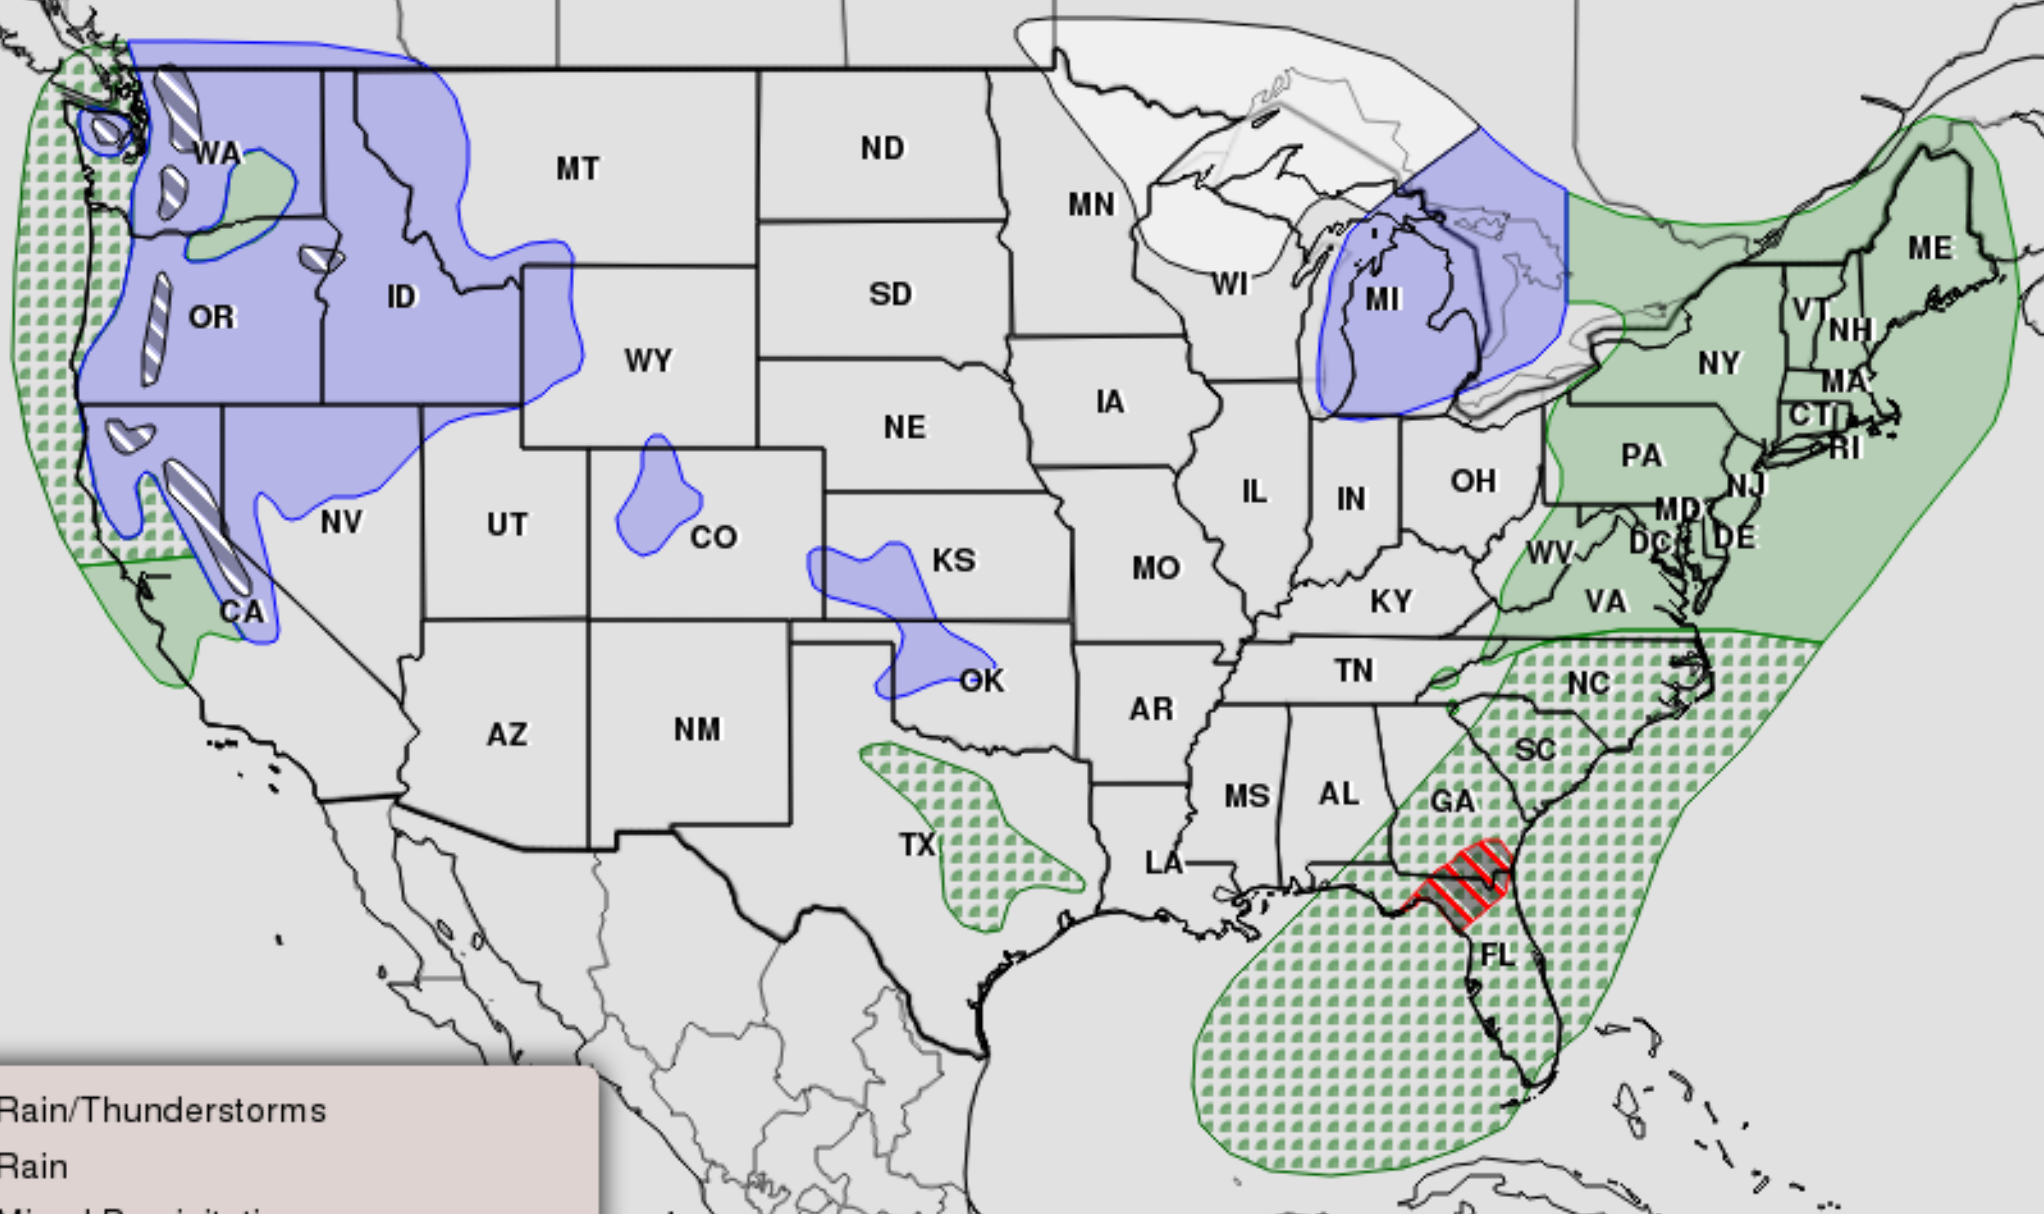 WA
MT
ND
MN
ME
OR
ID
SD
WI
MI
VT
NH
WY
NY
MA
IA
NE
CT
RI
PA
NV
UT
CO
KS
MO
IL
IN
OH
NJ
MD
DE
DC
WV
CA
KY
VA
AZ
NM
OK
AR
TN
NC
SC
TX
LA
MS
AL
GA
FL
Rain/Thunderstorms
Rain